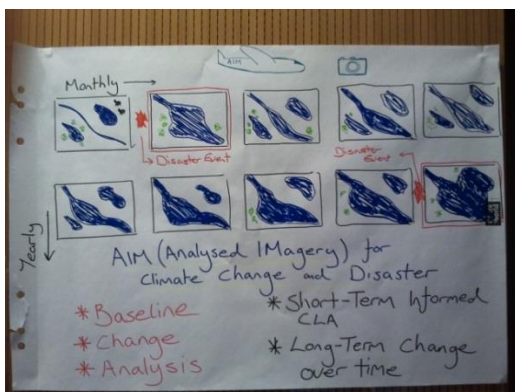 AIM
Monthly
Disaster Event
Disaster
Event
Yearly
AIM (Analysed IMagery) for
Climate Change and Disaster
* Baseline
* Change
* Analysis
* Short-Term Informed
CLA
* Long-Term Change
over time